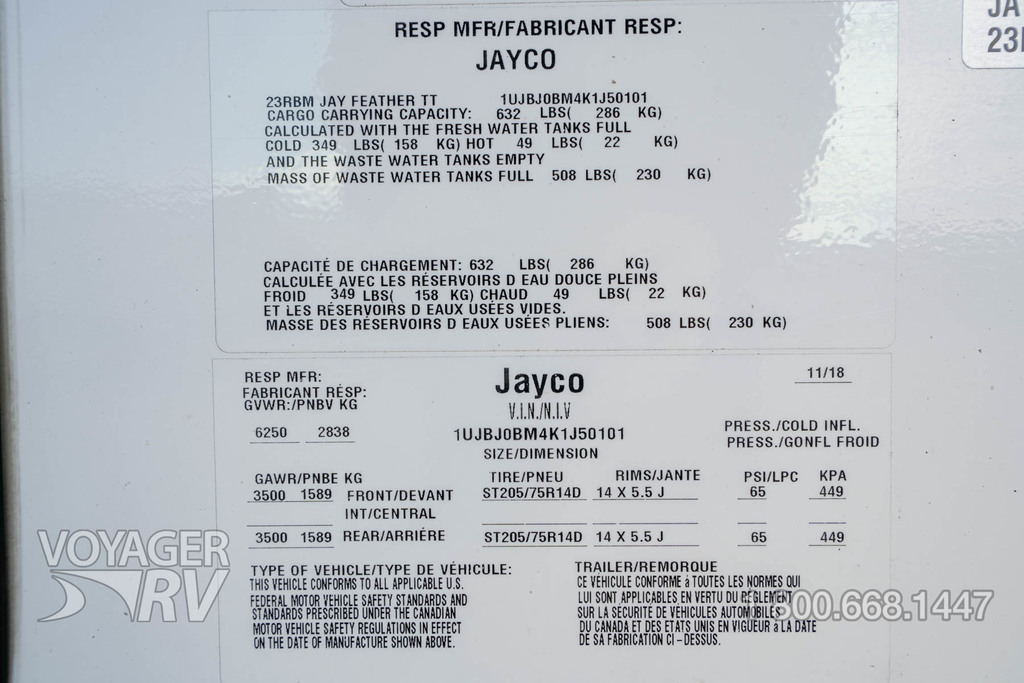 JA
23
RESP MFR/FABRICANT RESP:
JAYCO
23RBM JAY FEATHER TT 1UJBJ0BM4K1J50101
CARGO CARRYING CAPACITY: 632 LBS( 286 KG)
CALCULATED WITH THE FRESH WATER TANKS FULL
COLD 349 LBS( 158 KG) HOT 49 LBS( 22 KG)
AND THE WASTE WATER TANKS EMPTY
MASS OF WASTE WATER TANKS FULL 508 LBS( 230 KG)
CAPACITÉ DE CHARGEMENT: 632 LBS( 286 KG)
CALCULÉE AVEC LES RÉSERVOIRS D EAU DOUCE PLEINS
FROID 349 LBS( 158 KG) CHAUD 49 LBS( 22 KG)
ET LES RÉSERVOIRS D EAUX USÉES VIDES.
MASSE DES RÉSERVOIRS D EAUX USÉES PLIENS: 508 LBS( 230 KG)
RESP MFR: Jayco 11/18
FABRICANT RÉSP:
GVWR:/PNBV KG V.I.N./N.I.V
6250 2838 1UJBJ0BM4K1J50101 PRESS./COLD INFL.
PRESS./GONFL FROID
SIZE/DIMENSION
GAWR/PNBE KG TIRE/PNEU RIMS/JANTE PSI/LPC KPA
3500 1589 FRONT/DEVANT ST205/75R14D 14 X 5.5 J 65 449
INT/CENTRAL
3500 1589 REAR/ARRIÈRE ST205/75R14D 14 X 5.5 J 65 449
TYPE OF VEHICLE/TYPE DE VÉHICULE: TRAILER/REMORQUE
THIS VEHICLE CONFORMS TO ALL APPLICABLE U.S.
FEDERAL MOTOR VEHICLE SAFETY STANDARDS AND
STANDARDS PRESCRIBED UNDER THE CANADIAN
MOTOR VEHICLE SAFETY REGULATIONS IN EFFECT
ON THE DATE OF MANUFACTURE SHOWN ABOVE.
CE VÉHICULE CONFORME à TOUTES LES NORMES QUI
LUI SONT APPLICABLES EN VERTU DU RÉGLEMENT
SUR LA SÉCURITÉ DE VÉHICULES AUTOMOBILES
DU CANADA ET DES ETATS UNIS EN VIGUEUR à LA DATE
DE SA FABRICATION CI-DESSUS.
VOYAGER
RV
800.668.1447